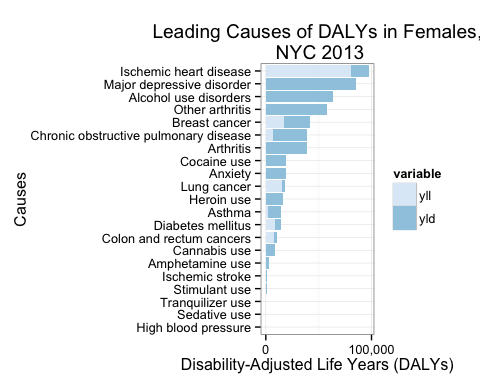 Leading Causes of DALYs in Females,
NYC 2013
Causes
Ischemic heart disease
Major depressive disorder
Alcohol use disorders
Other arthritis
Breast cancer
Chronic obstructive pulmonary disease
Arthritis
Cocaine use
Anxiety
Lung cancer
Heroin use
Asthma
Diabetes mellitus
Colon and rectum cancers
Cannabis use
Amphetamine use
Ischemic stroke
Stimulant use
Tranquilizer use
Sedative use
High blood pressure
0 100,000
Disability-Adjusted Life Years (DALYs)
variable
yll
yld